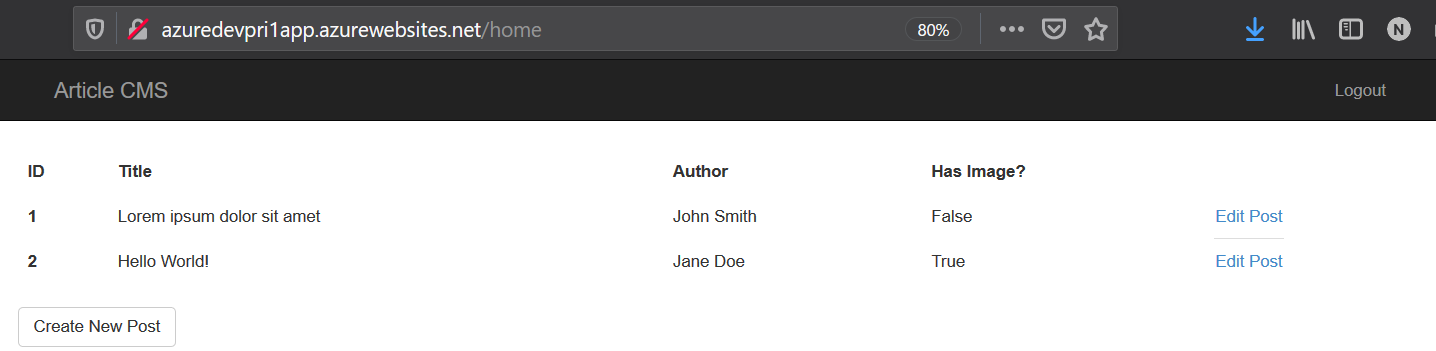 azuredevpri1app.azurewebsites.net/home 80% N
Article CMS Logout
ID Title Author Has Image?
1 Lorem ipsum dolor sit amet John Smith False Edit Post
2 Hello World! Jane Doe True Edit Post
Create New Post